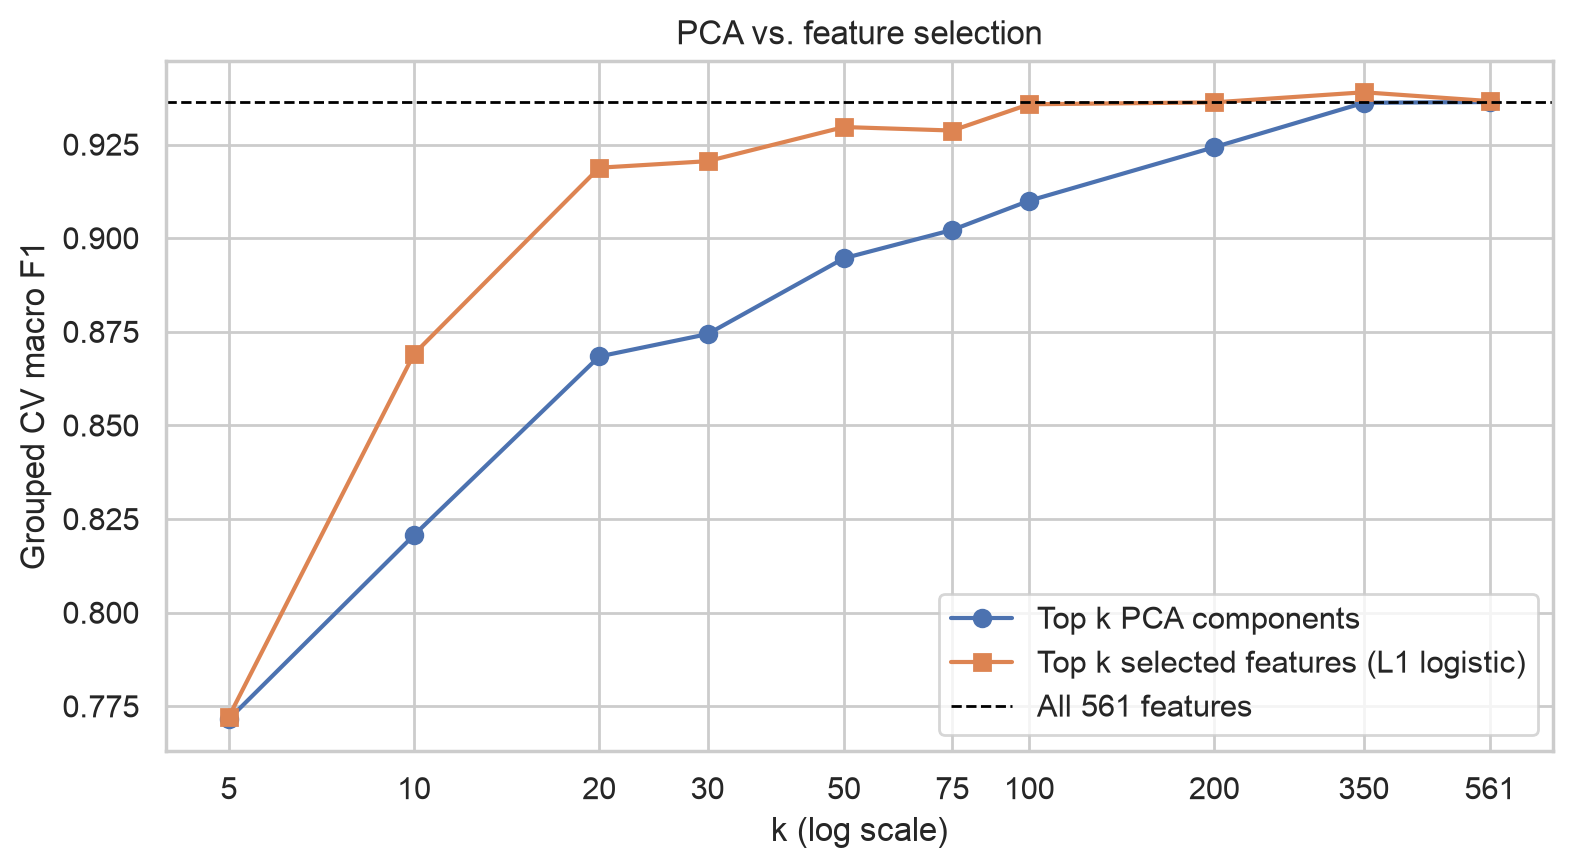 PCA vs. feature selection
Grouped CV macro F1
0.925
0.900
0.875
0.850
0.825
0.800
0.775
Top k PCA components
Top k selected features (L1 logistic)
All 561 features
5 10 20 30 50 75 100 200 350 561
k (log scale)